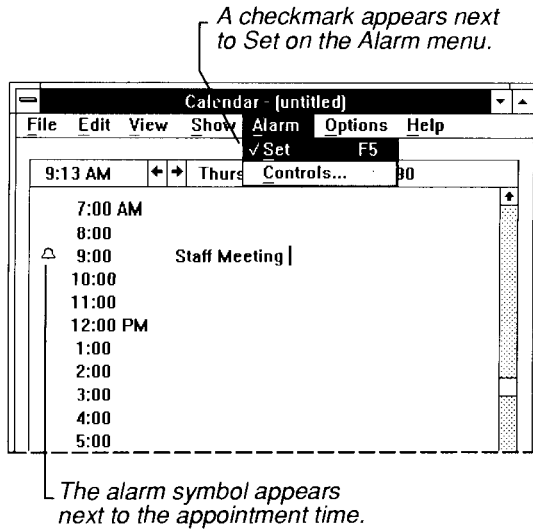 A checkmark appears next
to Set on the Alarm menu.
Calendar - (untitled)
File Edit View Show Alarm Options Help
√ Set F5
9:13 AM Thurs 90
Controls...
7:00 AM
8:00
9:00 Staff Meeting
10:00
11:00
12:00 PM
1:00
2:00
3:00
4:00
5:00
The alarm symbol appears
next to the appointment time.